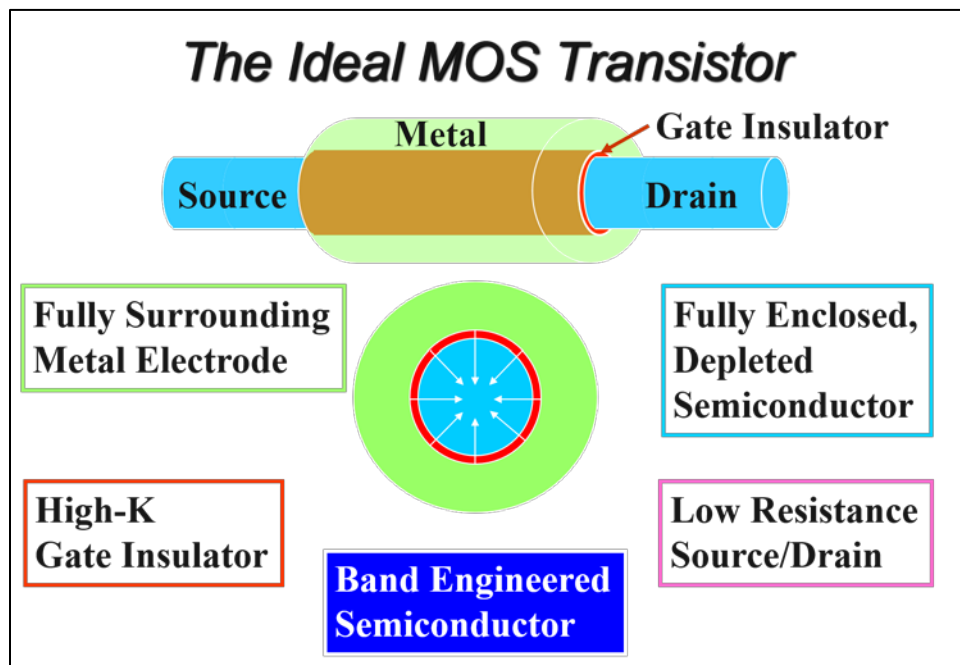 The Ideal MOS Transistor
Metal
Gate Insulator
Source
Drain
Fully Surrounding
Metal Electrode
Fully Enclosed,
Depleted
Semiconductor
High-K
Gate Insulator
Low Resistance
Source/Drain
Band Engineered
Semiconductor